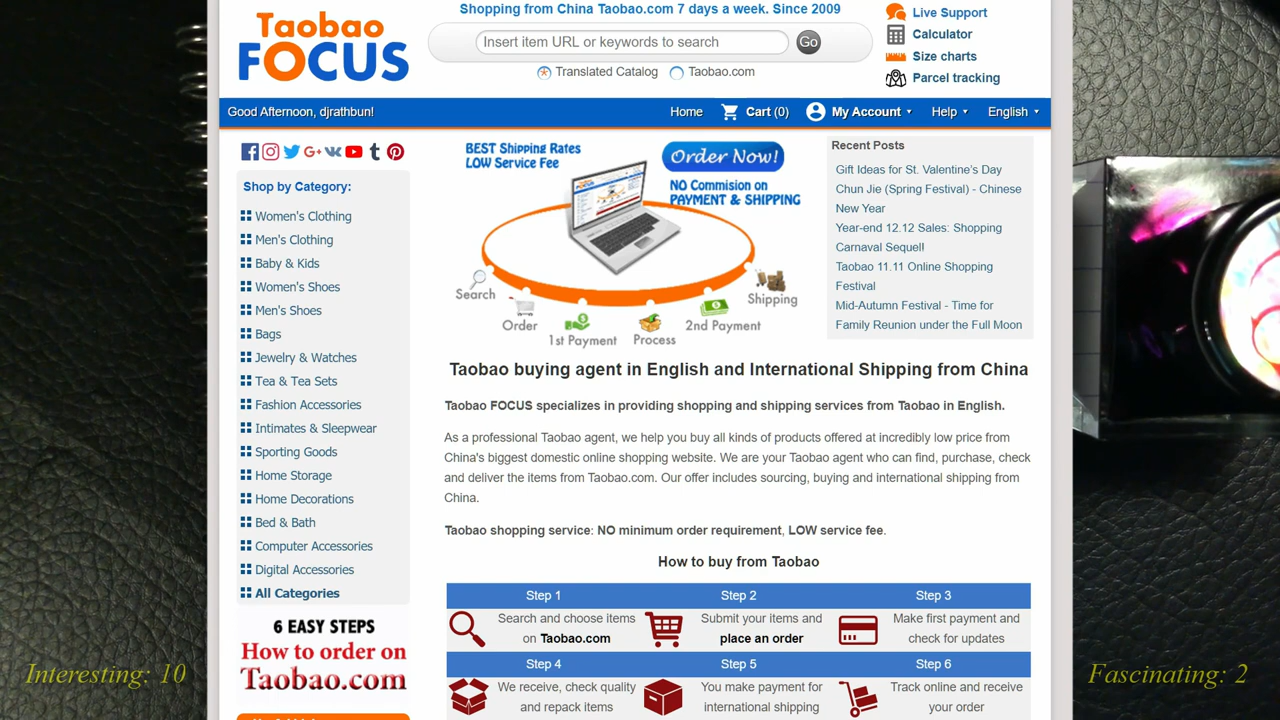 Taobao
FOCUS
Shopping from China Taobao.com 7 days a week. Since 2009
Insert item URL or keywords to search
Go
Translated Catalog
Taobao.com
Live Support
Calculator
Size charts
Parcel tracking
Good Afternoon, djrathbun!
Home
Cart (0)
My Account
Help
English
Shop by Category:
Women's Clothing
Men's Clothing
Baby & Kids
Women's Shoes
Men's Shoes
Bags
Jewelry & Watches
Tea & Tea Sets
Fashion Accessories
Intimates & Sleepwear
Sporting Goods
Home Storage
Home Decorations
Bed & Bath
Computer Accessories
Digital Accessories
All Categories
6 EASY STEPS
How to order on
Taobao.com
BEST Shipping Rates
LOW Service Fee
Order Now!
NO Commision on
PAYMENT & SHIPPING
Search
Order
1st Payment
Process
2nd Payment
Shipping
Recent Posts
Gift Ideas for St. Valentine's Day
Chun Jie (Spring Festival) - Chinese
New Year
Year-end 12.12 Sales: Shopping
Carnaval Sequel!
Taobao 11.11 Online Shopping
Festival
Mid-Autumn Festival - Time for
Family Reunion under the Full Moon
Taobao buying agent in English and International Shipping from China
Taobao FOCUS specializes in providing shopping and shipping services from Taobao in English.
As a professional Taobao agent, we help you buy all kinds of products offered at incredibly low price from
China's biggest domestic online shopping website. We are your Taobao agent who can find, purchase, check
and deliver the items from Taobao.com. Our offer includes sourcing, buying and international shipping from
China.
Taobao shopping service: NO minimum order requirement, LOW service fee.
How to buy from Taobao
Step 1
Search and choose items
on Taobao.com
Step 2
Submit your items and
place an order
Step 3
Make first payment and
check for updates
Step 4
We receive, check quality
and repack items
Step 5
You make payment for
international shipping
Step 6
Track online and receive
your order
Interesting: 10
Fascinating: 2